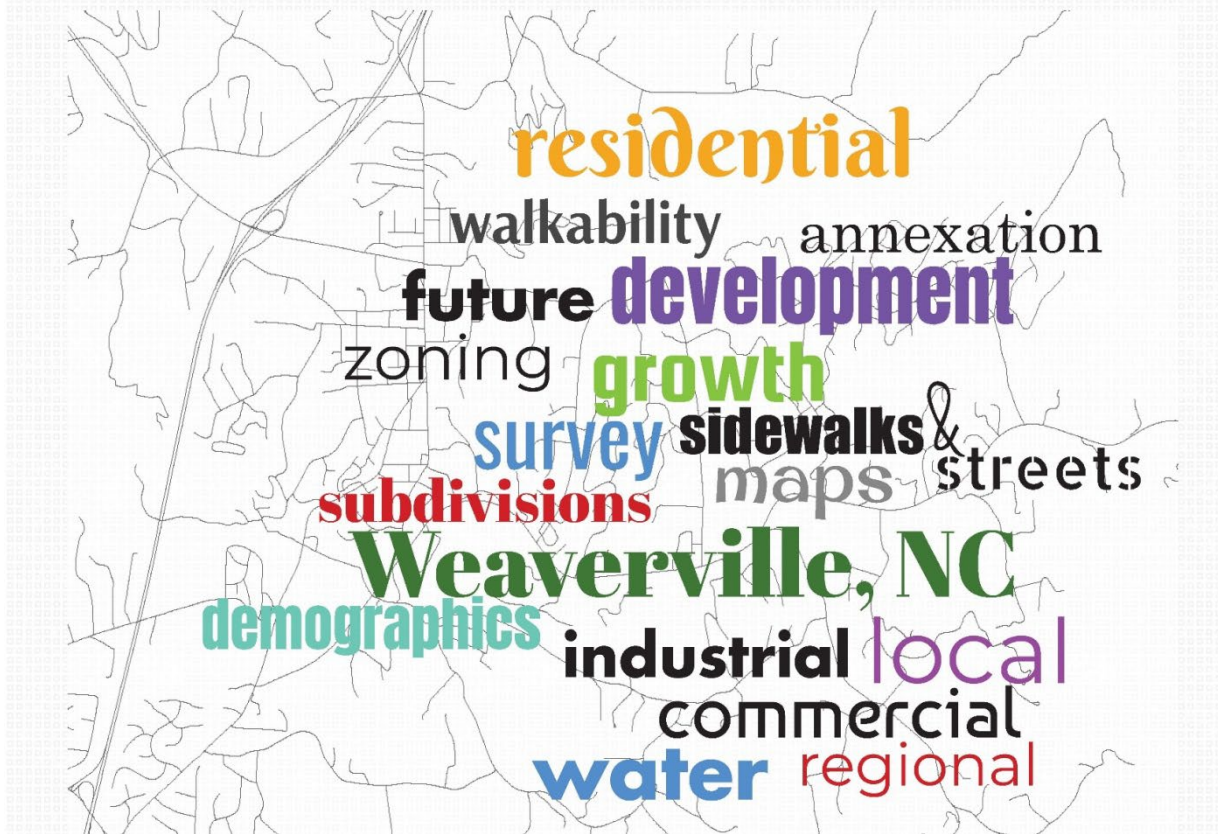 residential
walkability annexation
future development
zoning growth
survey sidewalks &
maps streets
subdivisions
Weaverville, NC
demographics
industrial local
commercial
water regional